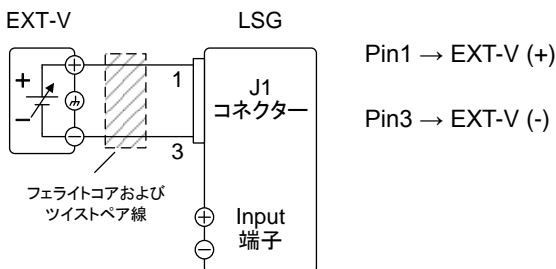 EXT-V
LSG
+
-
+
-
1
3
J1
コネクター
フェライトコアおよび
ツイストペア線
+
-
Input
端子
Pin1 → EXT-V (+)
Pin3 → EXT-V (-)